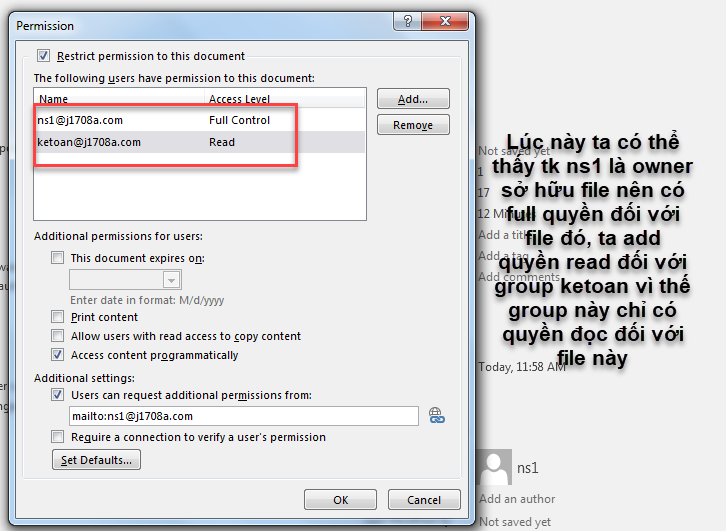 Permission
Restrict permission to this document
The following users have permission to this document:
Name Access Level
ns1@j1708a.com Full Control
ketoan@j1708a.com Read
Add...
Remove
Additional permissions for users:
This document expires on:
Enter date in format: M/d/yyyy
Print content
Allow users with read access to copy content
Access content programmatically
Additional settings:
Users can request additional permissions from:
mailto:ns1@j1708a.com
Require a connection to verify a user's permission
Set Defaults...
OK Cancel
Lúc này ta có thể
thấy tk ns1 là owner
sở hữu file nên có
full quyền đối với
file đó, ta add
quyền read đối với
group ketoan vì thế
group này chỉ có
quyền đọc đối với
file này
Not saved yet
1
17
12 Minutes
Add a title
Add a tag
Add comments
Today, 11:58 AM
ns1
Add an author
Not saved yet